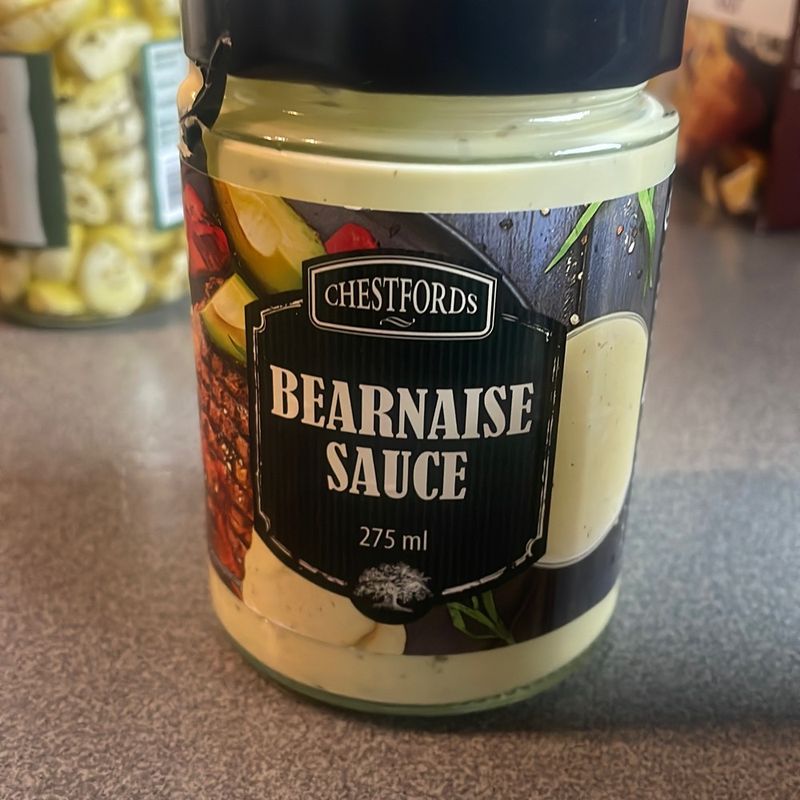 CHESTFORDS
BEARNAISE
SAUCE
275 ml